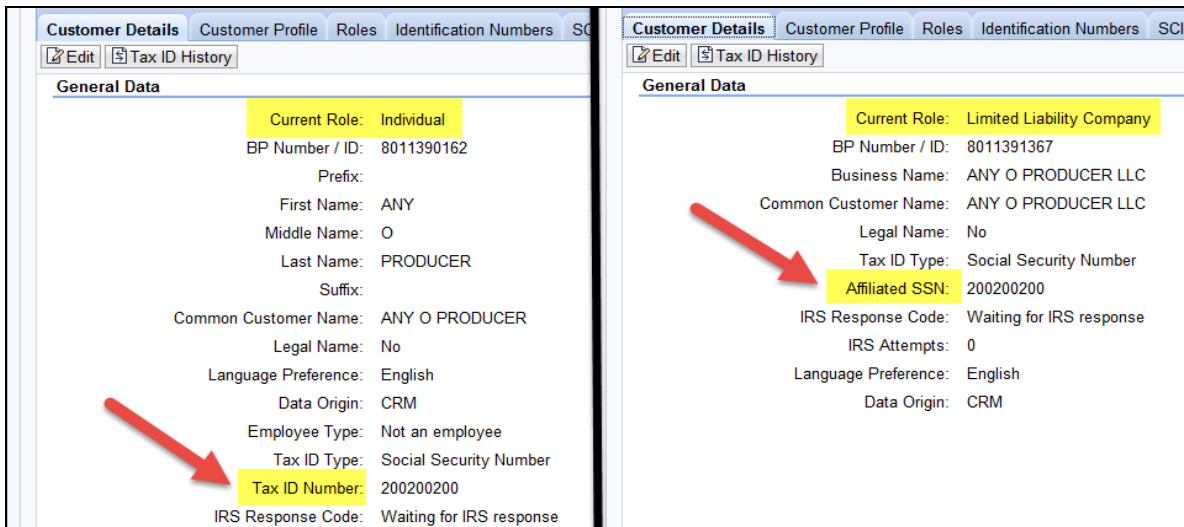 Customer Details Customer Profile Roles Identification Numbers
Edit Tax ID History
General Data
Current Role: Individual
BP Number / ID: 8011390162
Prefix:
First Name: ANY
Middle Name: O
Last Name: PRODUCER
Suffix:
Common Customer Name: ANY O PRODUCER
Legal Name: No
Language Preference: English
Data Origin: CRM
Employee Type: Not an employee
Tax ID Type: Social Security Number
Tax ID Number: 200200200
IRS Response Code: Waiting for IRS response
Customer Details Customer Profile Roles Identification Numbers
Edit Tax ID History
General Data
Current Role: Limited Liability Company
BP Number / ID: 8011391367
Business Name: ANY O PRODUCER LLC
Common Customer Name: ANY O PRODUCER LLC
Legal Name: No
Tax ID Type: Social Security Number
Affiliated SSN: 200200200
IRS Response Code: Waiting for IRS response
IRS Attempts: 0
Language Preference: English
Data Origin: CRM